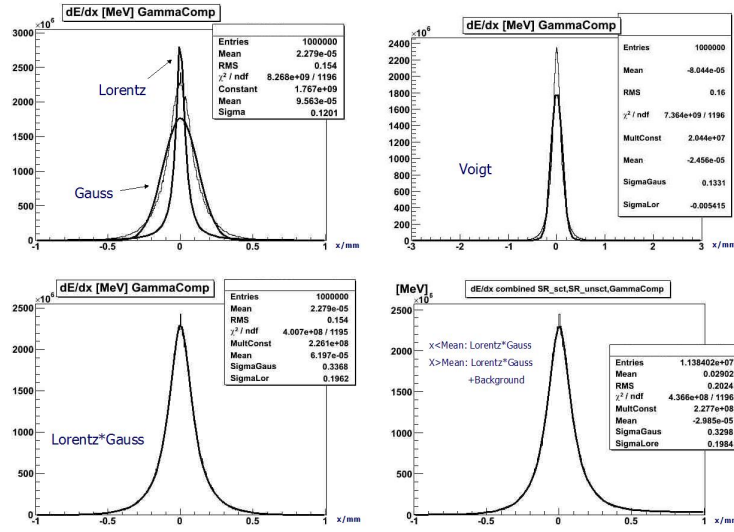 dE/dx [MeV] GammaComp
×10⁶
Entries 1000000
Mean 2.279e-05
RMS 0.154
χ² / ndf 8.268e+09 / 1196
Constant 1.767e+09
Mean 9.563e-05
Sigma 0.1201
3000
2500
2000
1500
1000
500
0
Lorentz
Gauss
-1 -0.5 0 0.5 1
x/mm
dE/dx [MeV] GammaComp
×10⁶
Entries 1000000
Mean -8.044e-05
RMS 0.16
χ² / ndf 7.364e+09 / 1196
MultConst 2.044e+07
Mean -2.456e-05
SigmaGaus 0.1331
SigmaLor -0.005415
2400
2200
2000
1800
1600
1400
1200
1000
800
600
400
200
0
Voigt
-3 -2 -1 0 1 2 3
x/mm
dE/dx [MeV] GammaComp
×10⁶
Entries 1000000
Mean 2.279e-05
RMS 0.154
χ² / ndf 4.007e+08 / 1195
MultConst 2.261e+08
Mean 6.197e-05
SigmaGaus 0.3368
SigmaLor 0.1962
2500
2000
1500
1000
500
0
Lorentz*Gauss
-1 -0.5 0 0.5 1
x/mm
[MeV]
dE/dx combined SR_sct,SR_unsct,GammaComp
×10⁶
x<Mean: Lorentz*Gauss
X>Mean: Lorentz*Gauss
+Background
Entries 1.138402e+07
Mean 0.02902
RMS 0.2024
χ² / ndf 4.366e+08 / 1196
MultConst 2.277e+08
Mean -2.985e-05
SigmaGaus 0.3298
SigmaLore 0.1984
2500
2000
1500
1000
500
0
-1 -0.5 0 0.5 1
x/mm